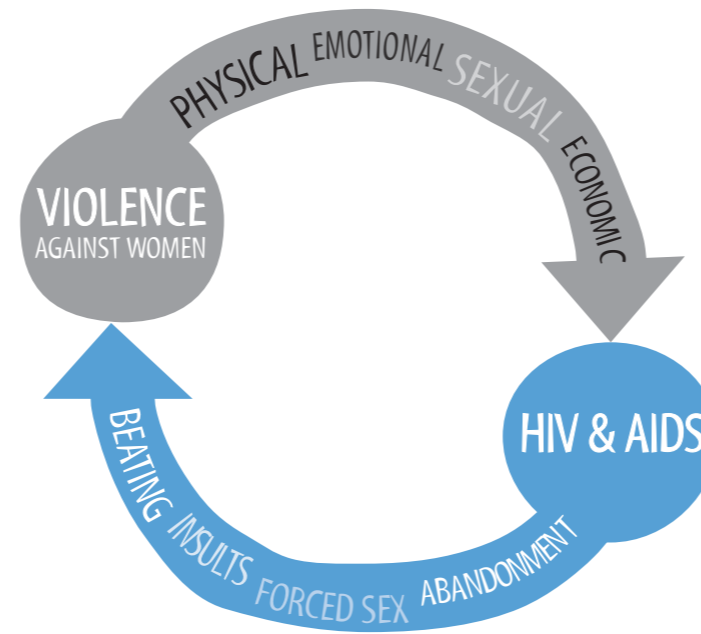 PHYSICAL EMOTIONAL SEXUAL ECONOMIC
VIOLENCE
AGAINST WOMEN
HIV & AIDS
BEATING INSULTS FORCED SEX ABANDONMENT